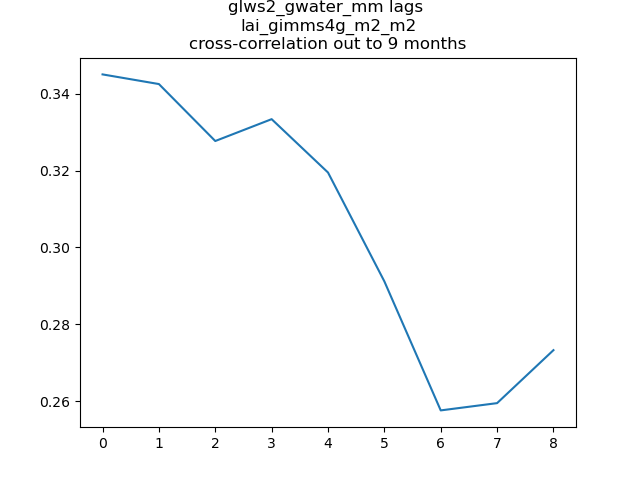 glws2_gwater_mm lags
lai_gimms4g_m2_m2
cross-correlation out to 9 months
0.34
0.32
0.30
0.28
0.26
0 1 2 3 4 5 6 7 8